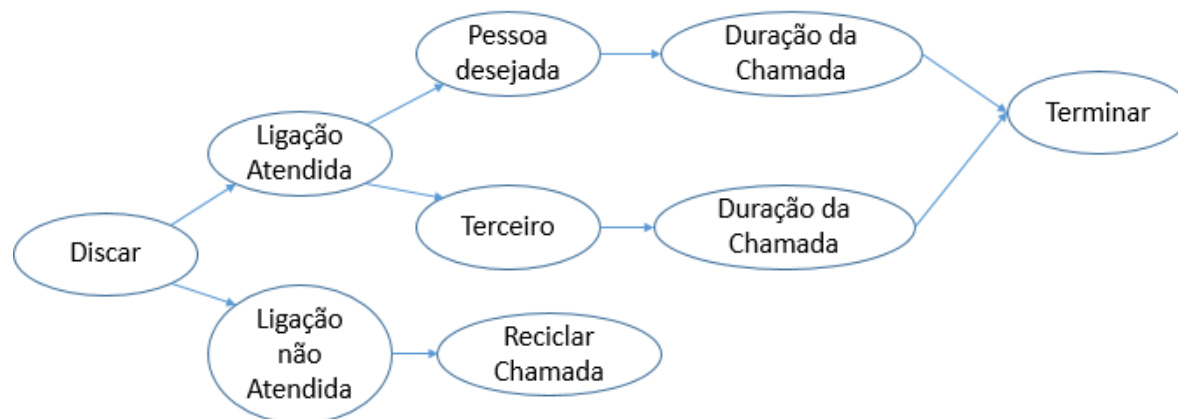 Pessoa
desejada
Duração da
Chamada
Terminar
Ligação
Atendida
Terceiro
Duração da
Chamada
Discar
Ligação
não
Atendida
Reciclar
Chamada